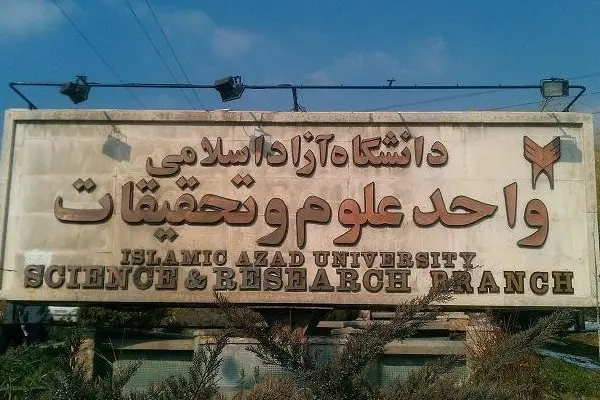 دانشگاه آزاد اسلامی
واحد علوم و تحقیقات
ISLAMIC AZAD UNIVERSITY
SCIENCE & RESEARCH BRANCH